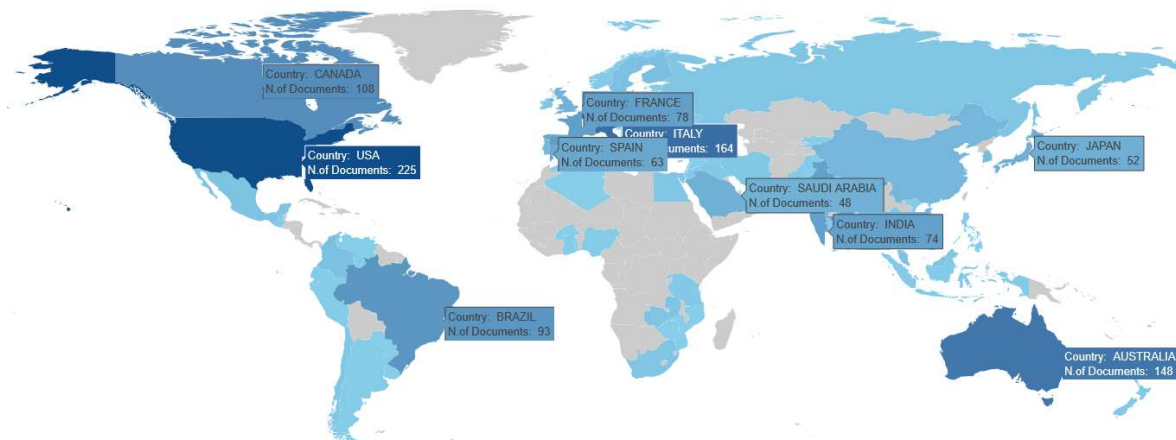 Country: CANADA
N.of Documents: 108
Country: FRANCE
N.of Documents: 78
Country: ITALY
Documents: 164
Country: USA
N.of Documents: 225
Country: SPAIN
N.of Documents: 63
Country: JAPAN
N.of Documents: 52
Country: SAUDI ARABIA
N.of Documents: 48
Country: INDIA
N.of Documents: 74
Country: BRAZIL
N.of Documents: 93
Country: AUSTRALIA
N.of Documents: 148